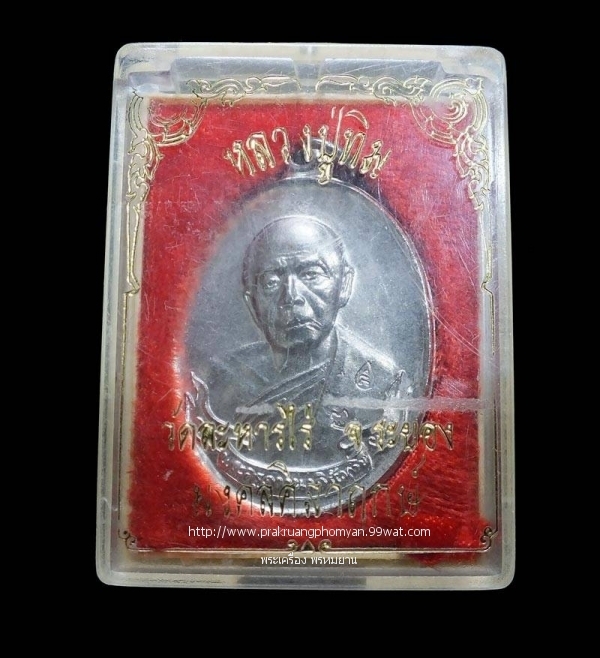 หลวงปู่ทิม
วัดละหารไร่ จ.ระยอง
http://www.prakruangphomyan.99wat.com
พระเครื่อง พรหมยาน